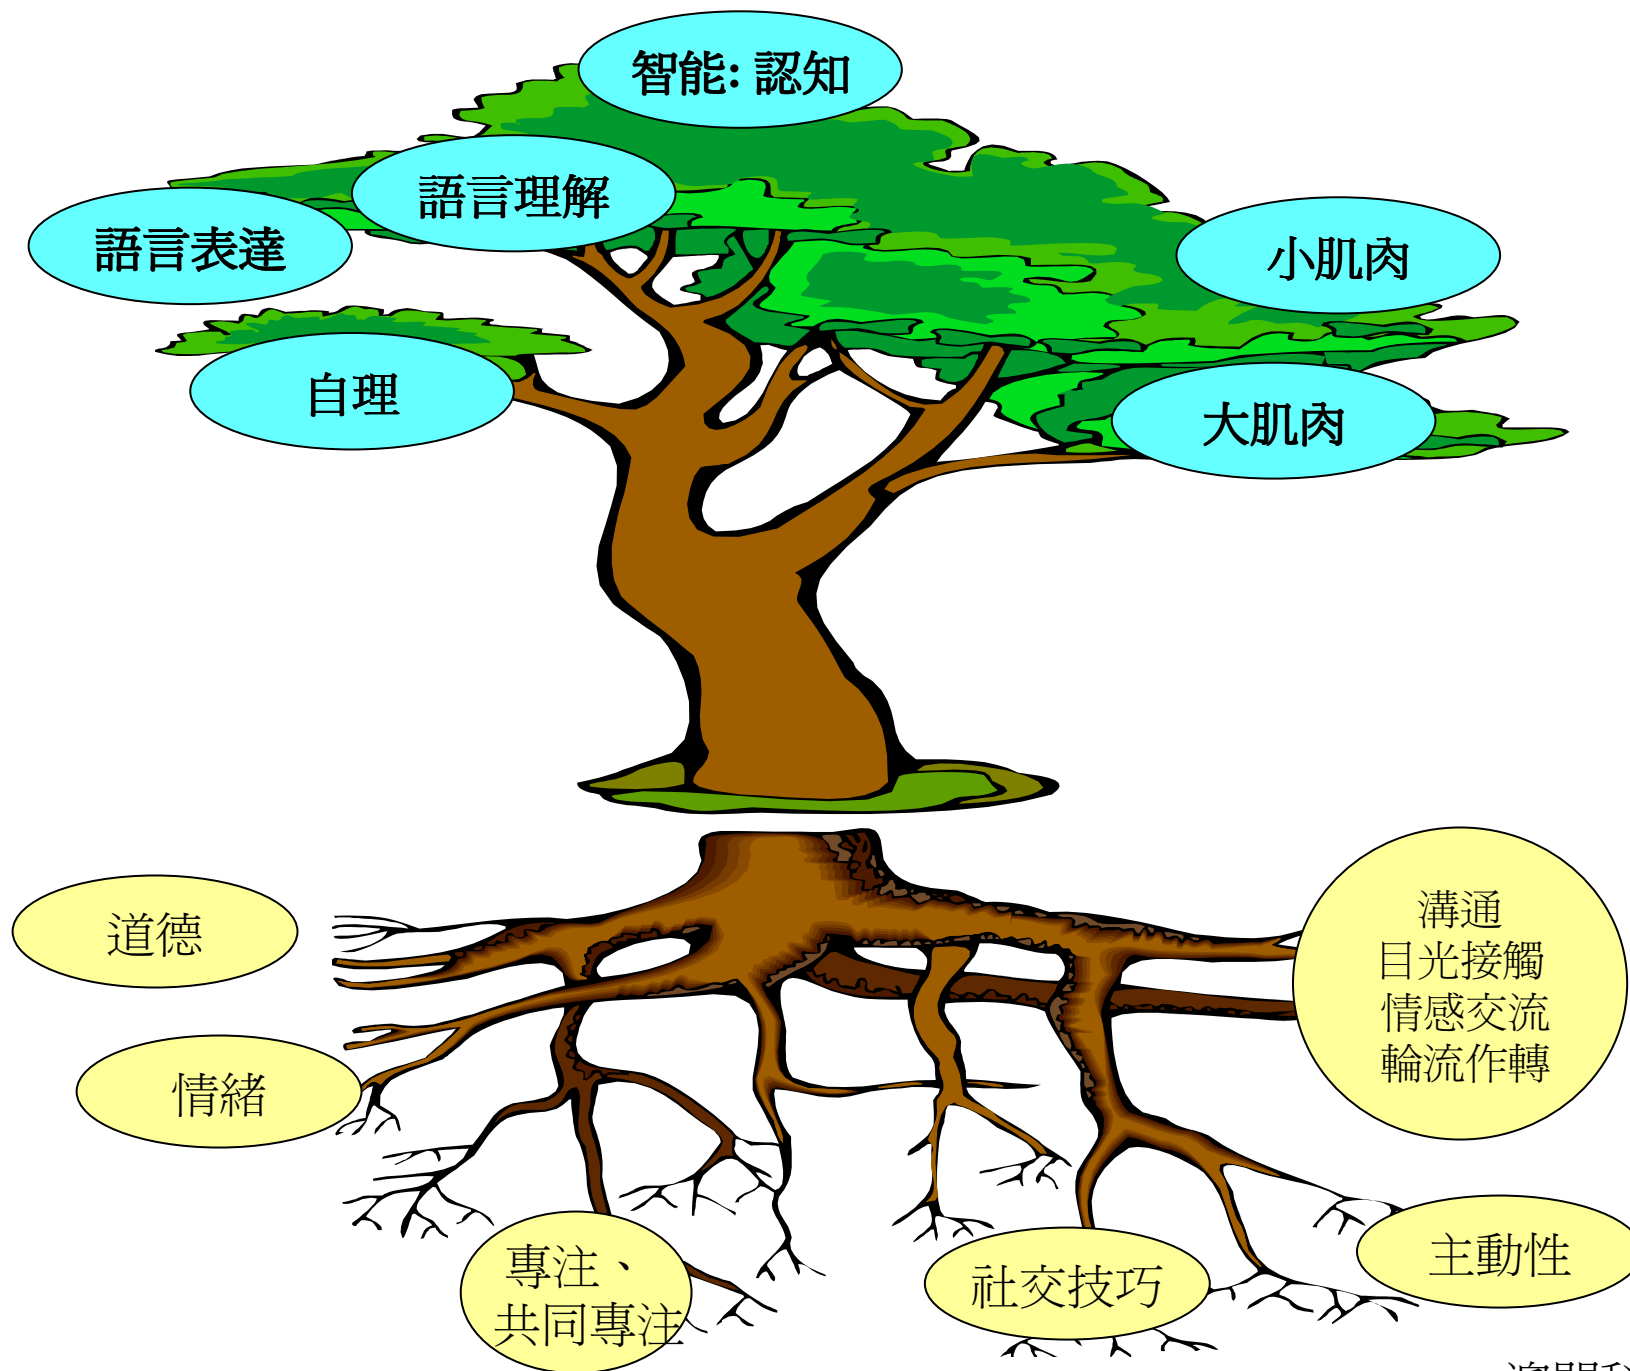 智能: 認知
語言理解
語言表達
小肌肉
自理
大肌肉
道德
溝通
目光接觸
情感交流
輪流作轉
情緒
專注、
共同專注
社交技巧
主動性